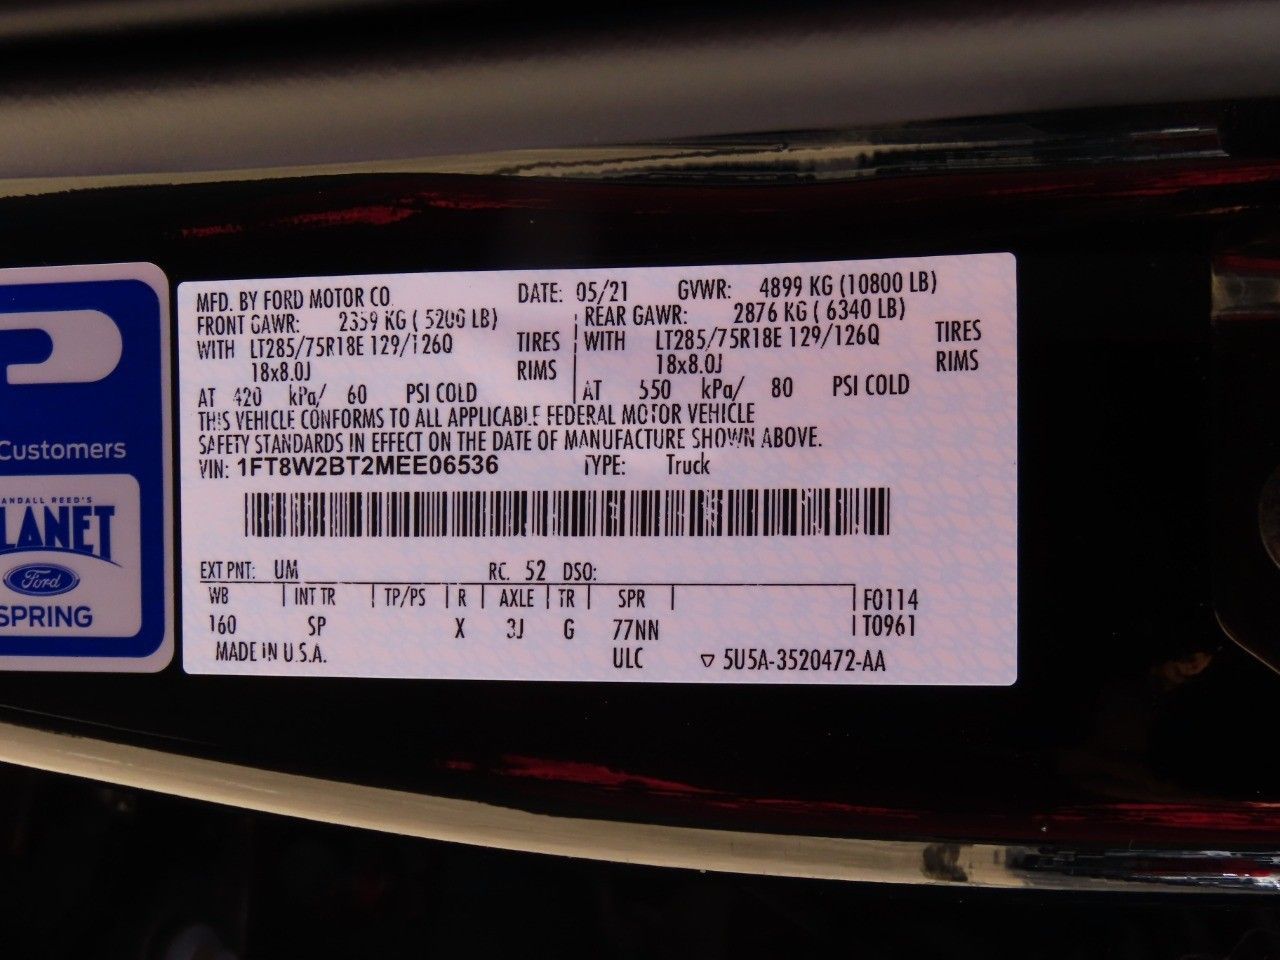 Customers
ANDALL REED'S
LANET
Ford
SPRING
MFD. BY FORD MOTOR CO. DATE: 05/21 GVWR: 4899 KG (10800 LB)
FRONT GAWR: 2359 KG ( 5200 LB) REAR GAWR: 2876 KG ( 6340 LB)
WITH LT285/75R18E 129/126Q TIRES WITH LT285/75R18E 129/126Q TIRES
18x8.0J RIMS 18x8.0J RIMS
AT 420 kPa/ 60 PSI COLD AT 550 kPa/ 80 PSI COLD
THIS VEHICLE CONFORMS TO ALL APPLICABLE FEDERAL MOTOR VEHICLE
SAFETY STANDARDS IN EFFECT ON THE DATE OF MANUFACTURE SHOWN ABOVE.
VIN: 1FT8W2BT2MEE06536 TYPE: Truck
EXT PNT: UM RC. 52 DSO:
WB INT TR TP/PS R AXLE TR SPR F0114
160 SP X 3J G 77NN T0961
MADE IN U.S.A. ULC ▽ 5U5A-3520472-AA